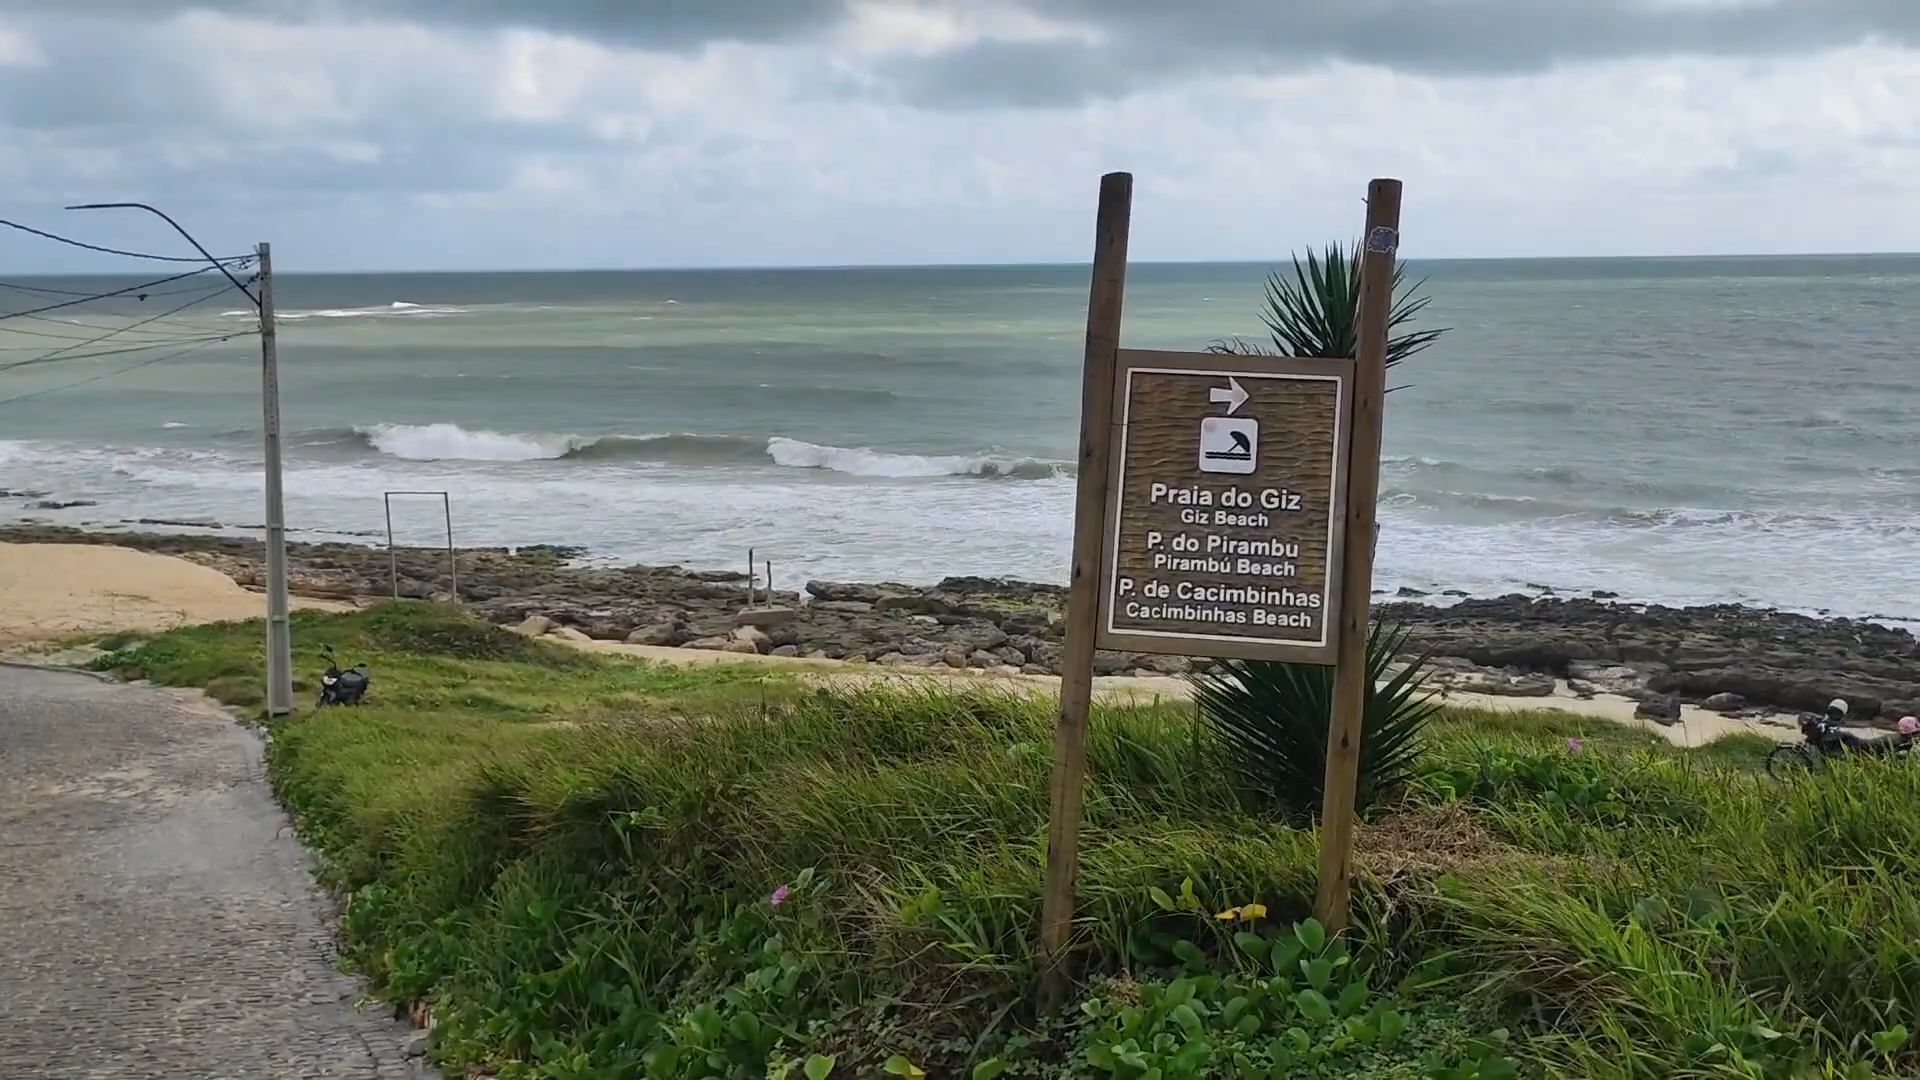 Praia do Giz
Giz Beach
P. do Pirambu
Pirambú Beach
P. de Cacimbinhas
Cacimbinhas Beach